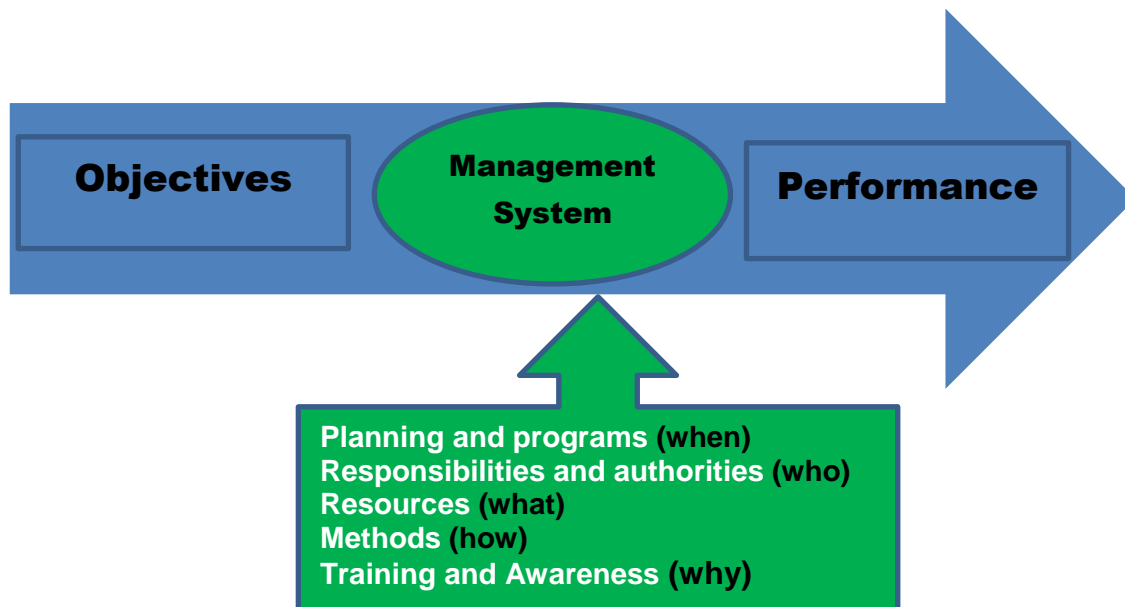 Objectives
Management
System
Performance
Planning and programs (when)
Responsibilities and authorities (who)
Resources (what)
Methods (how)
Training and Awareness (why)